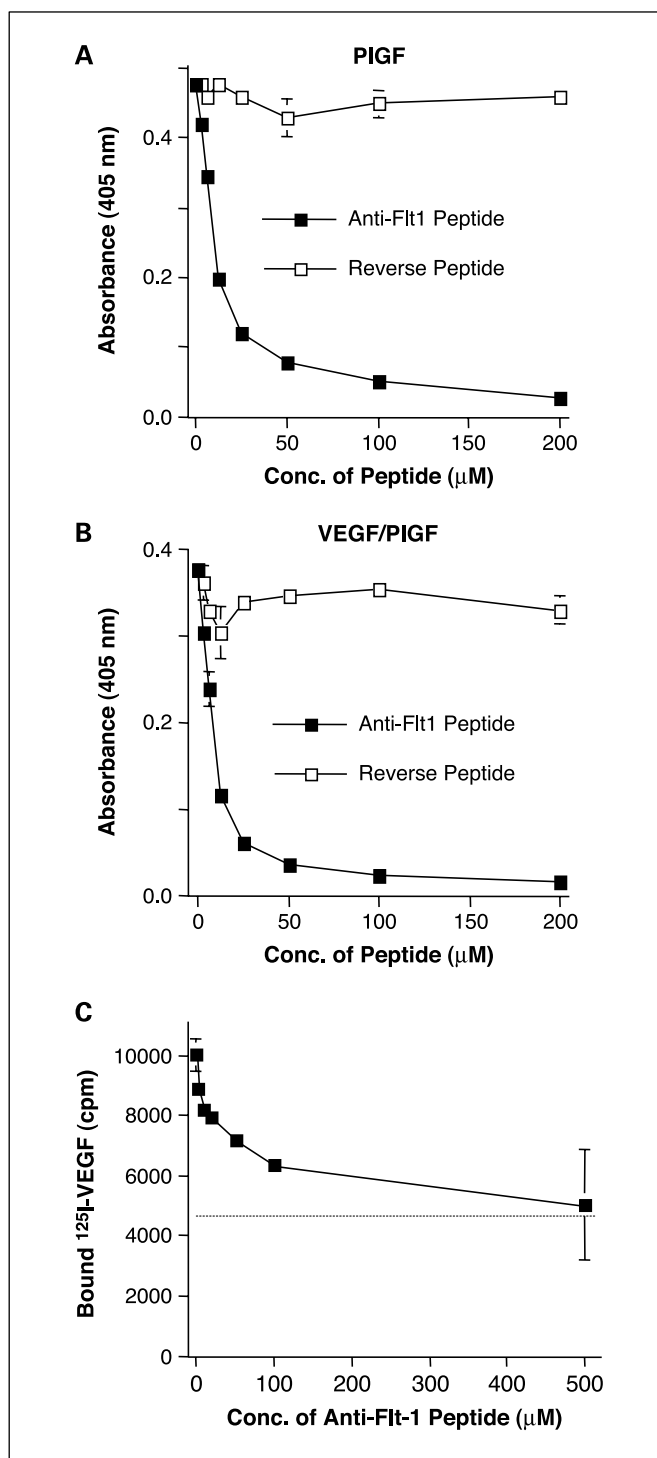 A
PlGF
0.4
0.2
0.0
Absorbance (405 nm)
Anti-Flt1 Peptide
Reverse Peptide
0 50 100 150 200
Conc. of Peptide (μM)
B
VEGF/PlGF
0.4
0.2
0.0
Absorbance (405 nm)
Anti-Flt1 Peptide
Reverse Peptide
0 50 100 150 200
Conc. of Peptide (μM)
C
10000
8000
6000
4000
2000
0
Bound ¹²⁵I-VEGF (cpm)
0 100 200 300 400 500
Conc. of Anti-Flt-1 Peptide (μM)